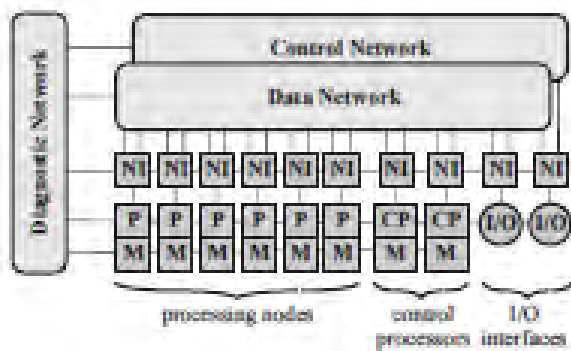 Control Network
Data Network
Diagnostic Network
NI NI NI NI NI NI NI NI NI NI
P P P P P P CP CP I/O I/O
M M M M M M M M
processing nodes
control processors
I/O interfaces